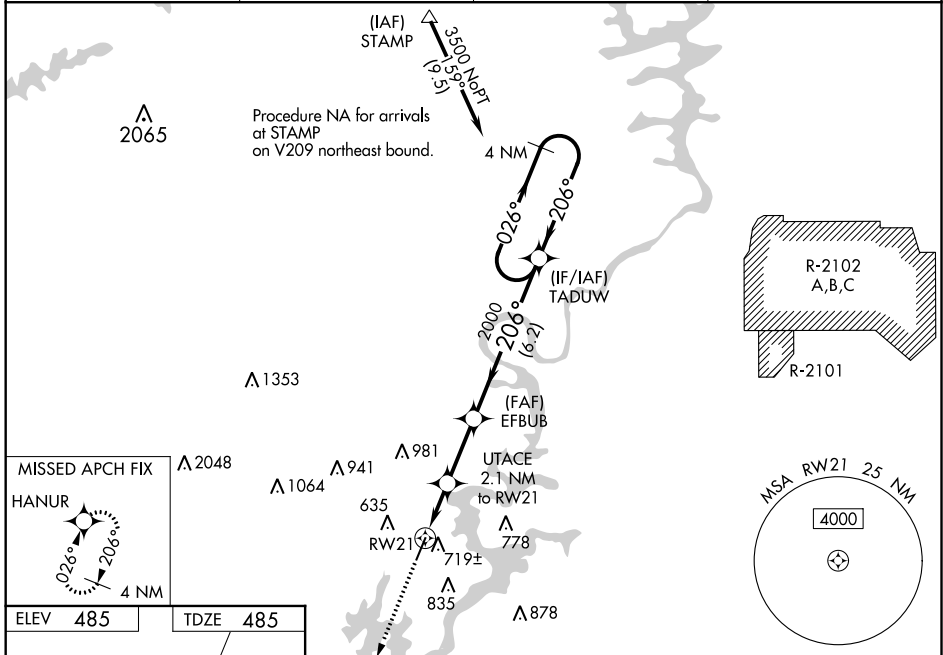 (IAF)
STAMP
3500 NoPT
159°
(9.5)
2065
Procedure NA for arrivals
at STAMP
on V209 northeast bound.
4 NM
026°
206°
(IF/IAF)
TADUW
R-2102
A,B,C
R-2101
2000
206°
(6.2)
1353
(FAF)
EFBUB
981
2048
941
1064
UTACE
2.1 NM
to RW21
635
RW21
719±
778
835
878
MISSED APCH FIX
HANUR
026°
206°
4 NM
MSA RW21 25 NM
4000
ELEV 485
TDZE 485